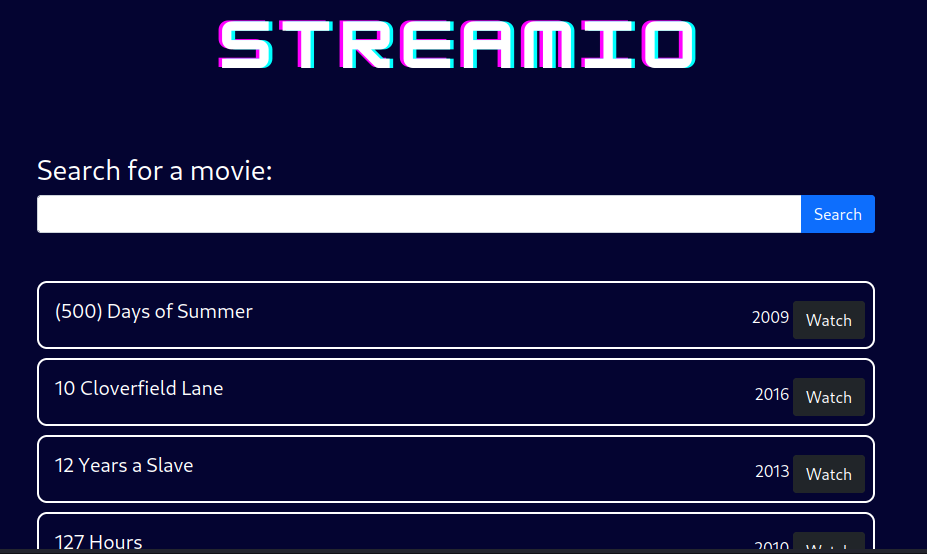 STREAMIO
Search for a movie:
Search
(500) Days of Summer 2009 Watch
10 Cloverfield Lane 2016 Watch
12 Years a Slave 2013 Watch
127 Hours 2010 Watch